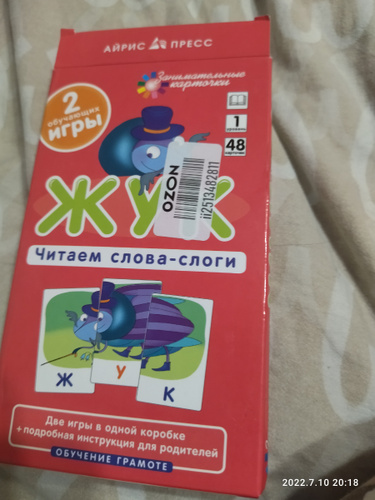 АЙРИС ПРЕСС
Занимательные
карточки
2
обучающих
игры
1
уровень
48
карточек
OZON
ii2513482811
ЖУК
Читаем слова-слоги
Ж У К
Две игры в одной коробке
+ подробная инструкция для родителей
ОБУЧЕНИЕ ГРАМОТЕ
2022.7.10 20:18